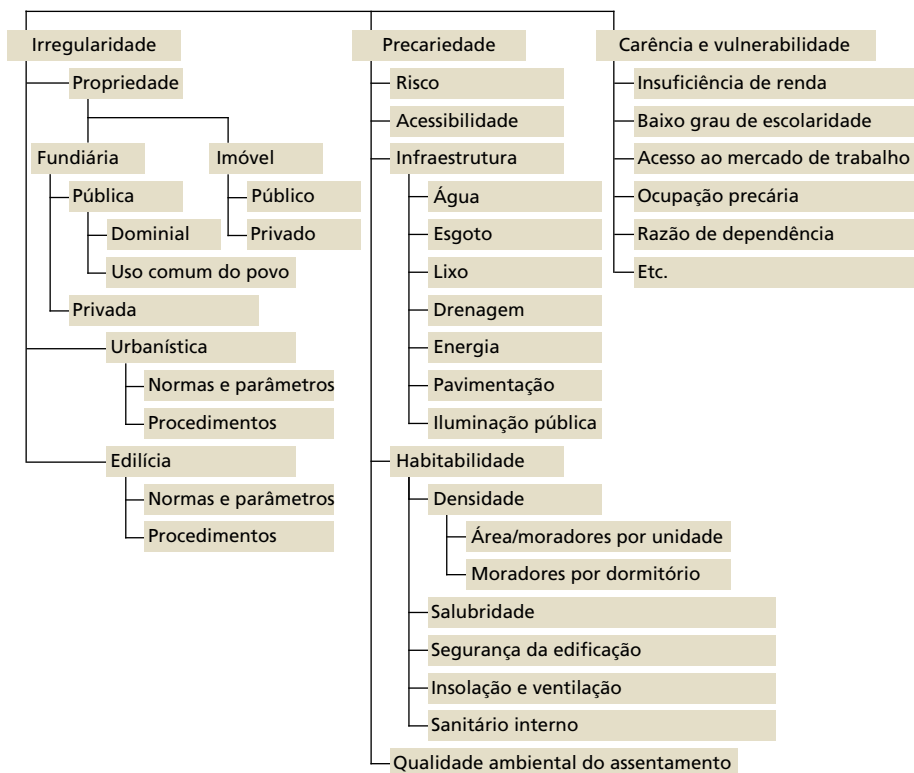 Irregularidade
Propriedade
Fundiária
Imóvel
Pública
Público
Dominial
Privado
Uso comum do povo
Privada
Urbanística
Normas e parâmetros
Procedimentos
Edilícia
Normas e parâmetros
Procedimentos
Precariedade
Risco
Acessibilidade
Infraestrutura
Água
Esgoto
Lixo
Drenagem
Energia
Pavimentação
Iluminação pública
Habitabilidade
Densidade
Área/moradores por unidade
Moradores por dormitório
Salubridade
Segurança da edificação
Insolação e ventilação
Sanitário interno
Qualidade ambiental do assentamento
Carência e vulnerabilidade
Insuficiência de renda
Baixo grau de escolaridade
Acesso ao mercado de trabalho
Ocupação precária
Razão de dependência
Etc.